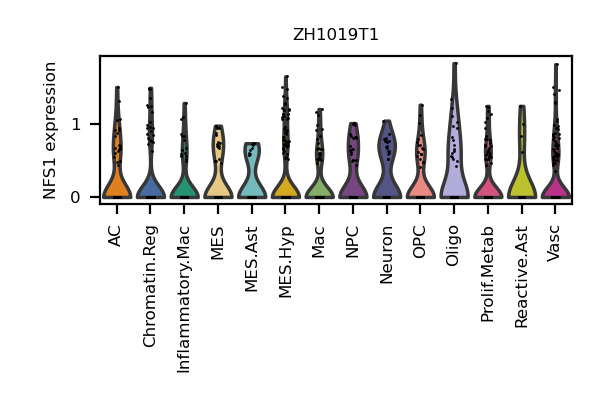 ZH1019T1
NFS1 expression
1
0
AC
Chromatin.Reg
Inflammatory.Mac
MES
MES.Ast
MES.Hyp
Mac
NPC
Neuron
OPC
Oligo
Prolif.Metab
Reactive.Ast
Vasc